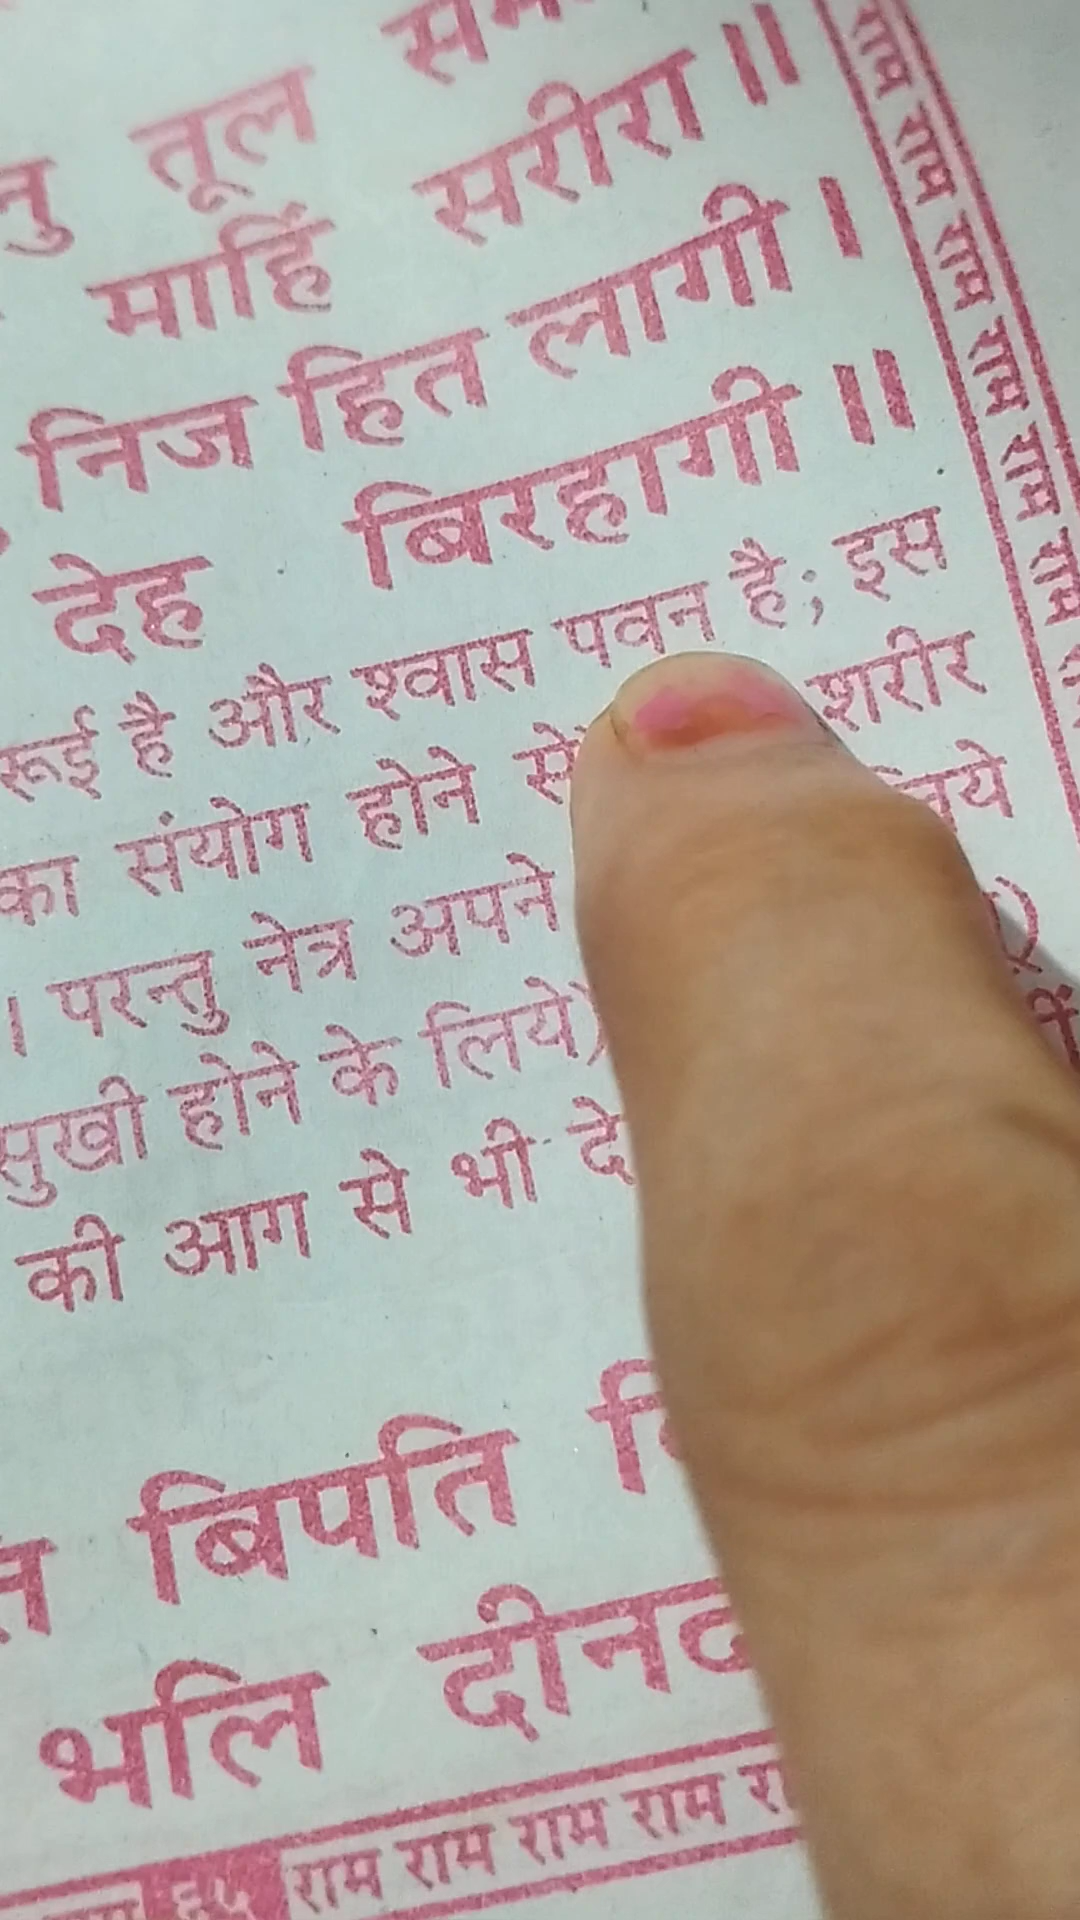 तूल
माहिं सरीरा ॥
निज हित लागी ।
देह बिरहागी ॥
रूई है और श्वास पवन है; इस
का संयोग होने से शरीर
। परन्तु नेत्र अपने
सुखी होने के लिये)
की आग से भी
बिपति
भलि
राम राम राम राम
राम राम राम राम राम राम राम